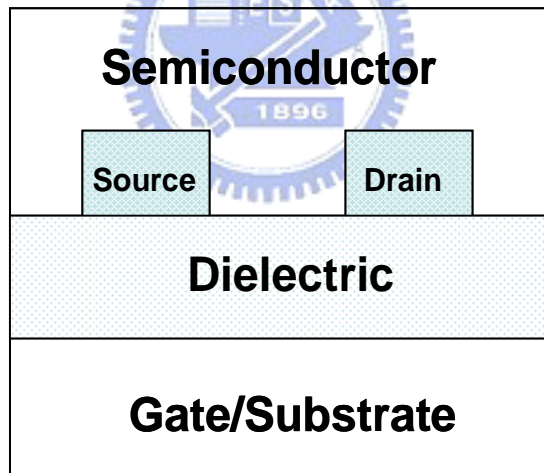 Semiconductor
1896
Source Drain
Dielectric
Gate/Substrate